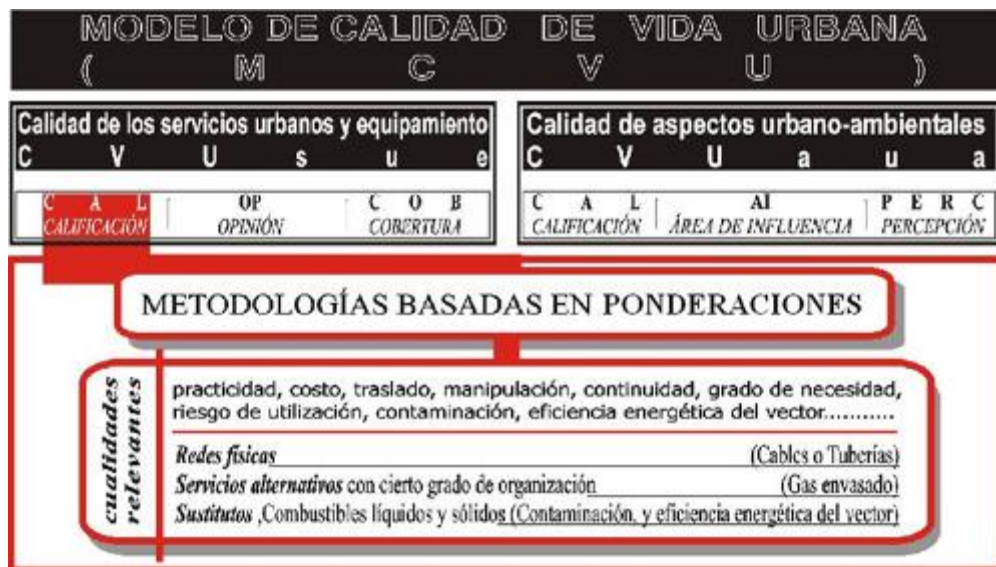 MODELO DE CALIDAD DE VIDA URBANA
( M C V U )
Calidad de los servicios urbanos y equipamiento
C V U s u e
C A L OP C O B
CALIFICACIÓN OPINIÓN COBERTURA
Calidad de aspectos urbano-ambientales
C V U a u a
C A L AI P E R C
CALIFICACIÓN ÁREA DE INFLUENCIA PERCEPCIÓN
METODOLOGÍAS BASADAS EN PONDERACIONES
cualidades
relevantes
practicidad, costo, traslado, manipulación, continuidad, grado de necesidad,
riesgo de utilización, contaminación, eficiencia energética del vector...........
Redes físicas (Cables o Tuberías)
Servicios alternativos con cierto grado de organización (Gas envasado)
Sustitutos ,Combustibles líquidos y sólidos (Contaminación, y eficiencia energética del vector)